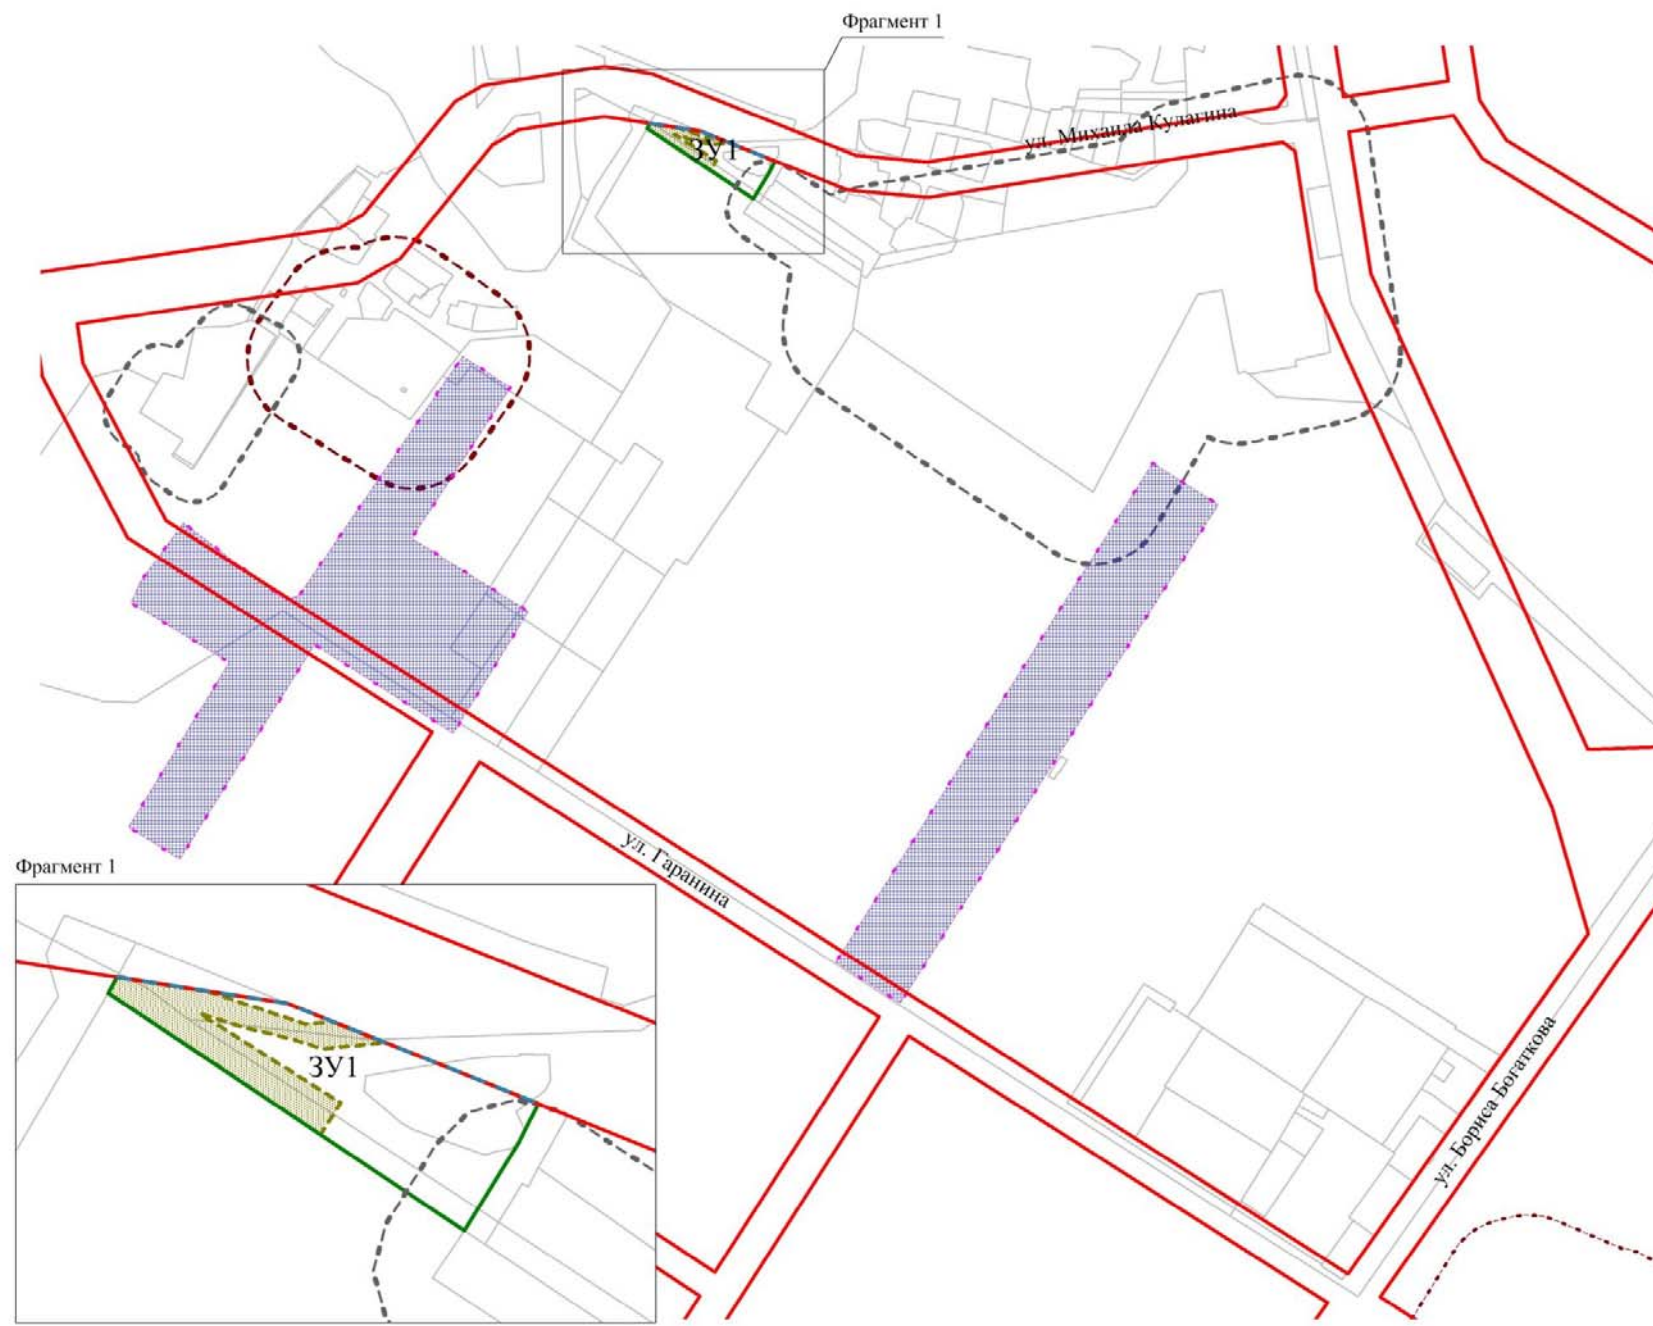 Фрагмент 1
ул. Михаила Кулагина
ЗУ1
ул. Гаранина
Фрагмент 1
ЗУ1
ул. Бориса Богаткова